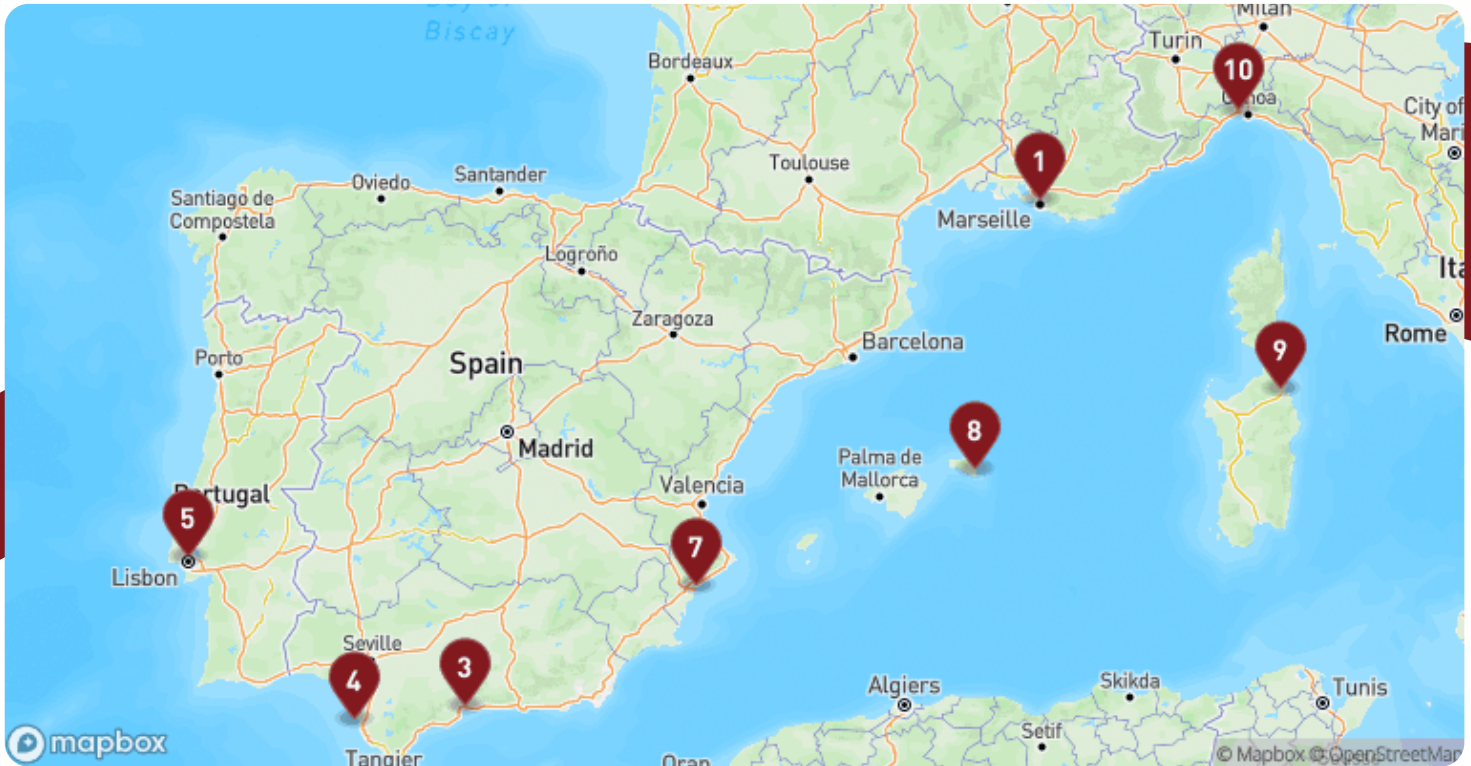 Bay of
Biscay
Milan
Turin
Bordeaux
10
Genoa
City of
1
Toulouse
Santander
Oviedo
Santiago de
Compostela
Marseille
Logroño
Zaragoza
Barcelona
Rome
Porto
Spain
9
Madrid
8
Palma de
Mallorca
Valencia
Portugal
5
7
Lisbon
Seville
3
4
Algiers
Skikda
Tunis
Setif
Tangier
Oran
mapbox
© Mapbox © OpenStreetMap